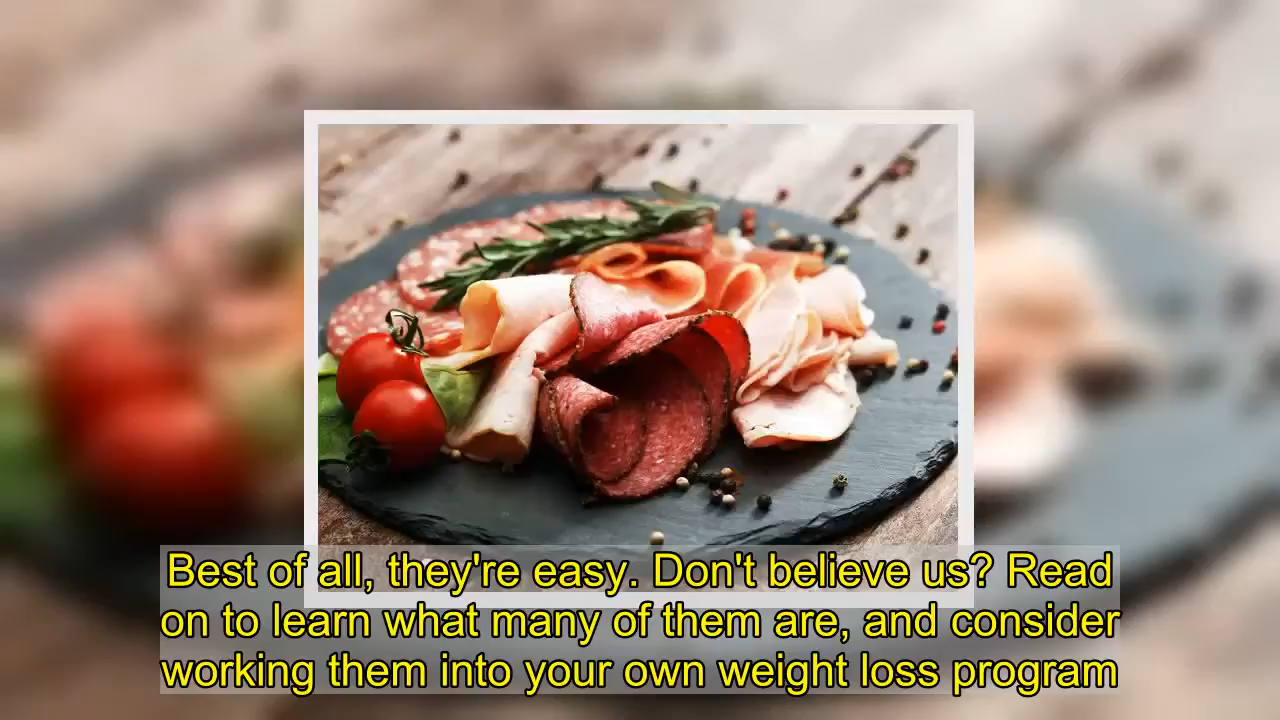 Best of all, they're easy. Don't believe us? Read
on to learn what many of them are, and consider
working them into your own weight loss program